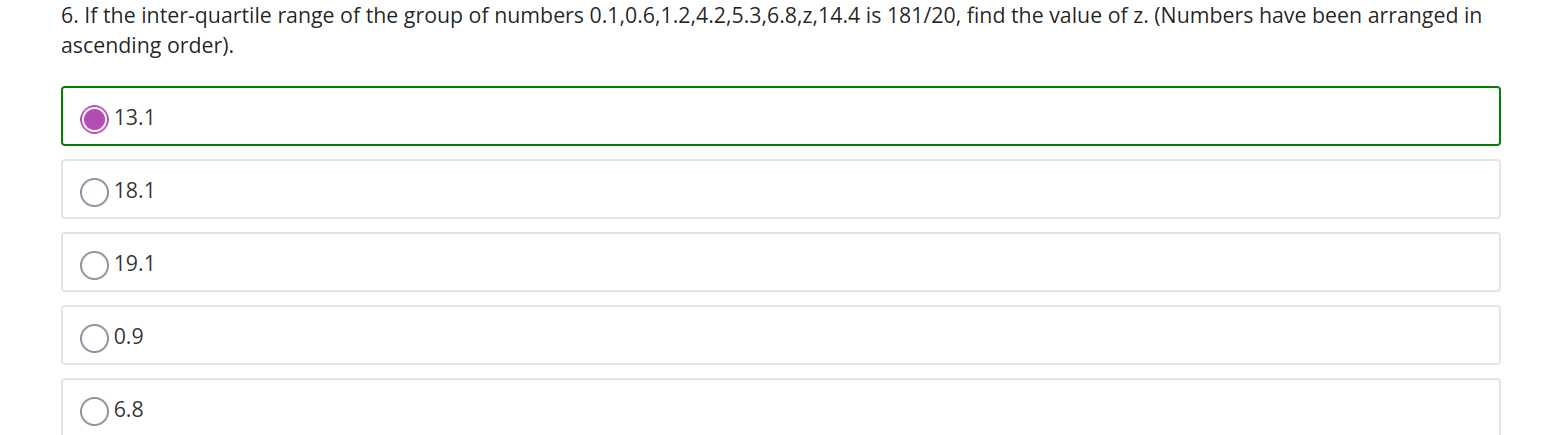 6. If the inter-quartile range of the group of numbers 0.1,0.6,1.2,4.2,5.3,6.8,z,14.4 is 181/20, find the value of z. (Numbers have been arranged in
ascending order).
13.1
18.1
19.1
0.9
6.8